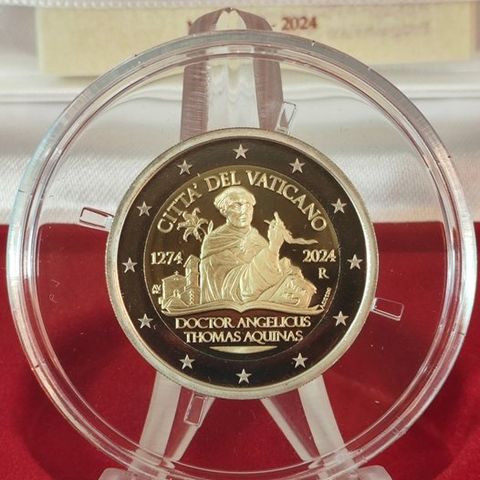 2024
CITTA' DEL VATICANO
1274 2024
R
DOCTOR ANGELICUS
THOMAS AQUINAS